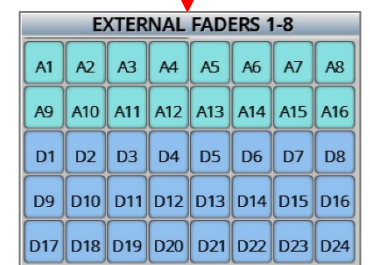 EXTERNAL FADERS 1-8
A1 A2 A3 A4 A5 A6 A7 A8
A9 A10 A11 A12 A13 A14 A15 A16
D1 D2 D3 D4 D5 D6 D7 D8
D9 D10 D11 D12 D13 D14 D15 D16
D17 D18 D19 D20 D21 D22 D23 D24